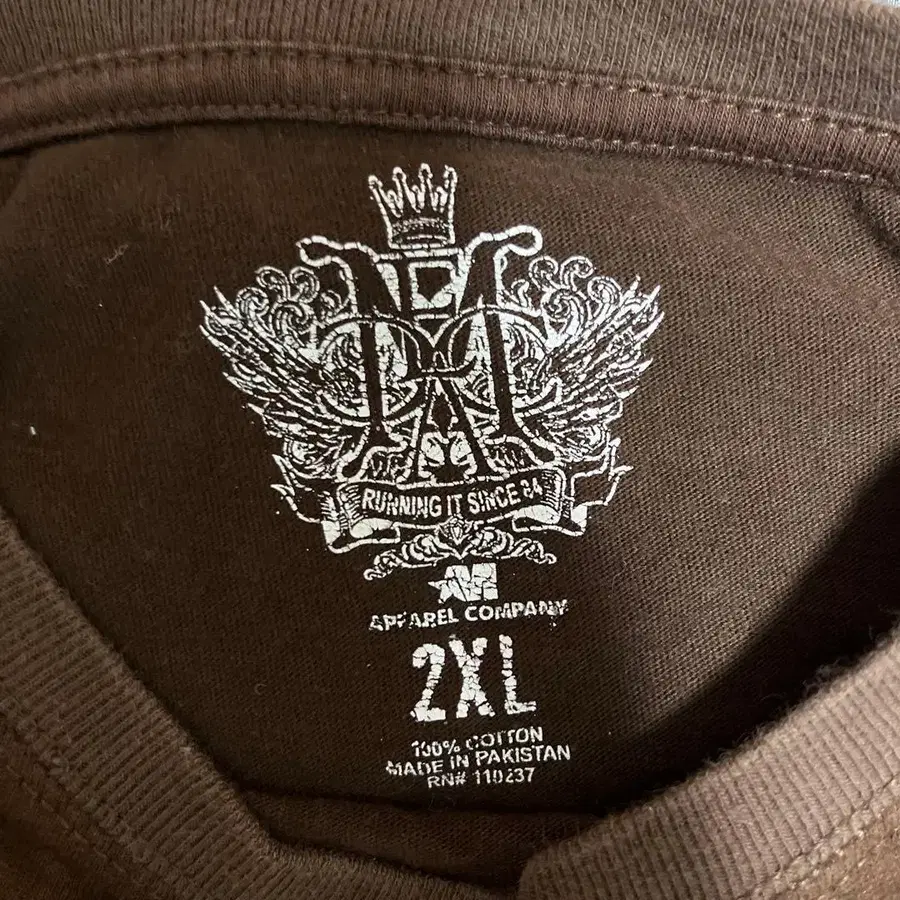 RUNNING IT SINCE 84
APPAREL COMPANY
2XL
100% COTTON
MADE IN PAKISTAN
RN# 110237